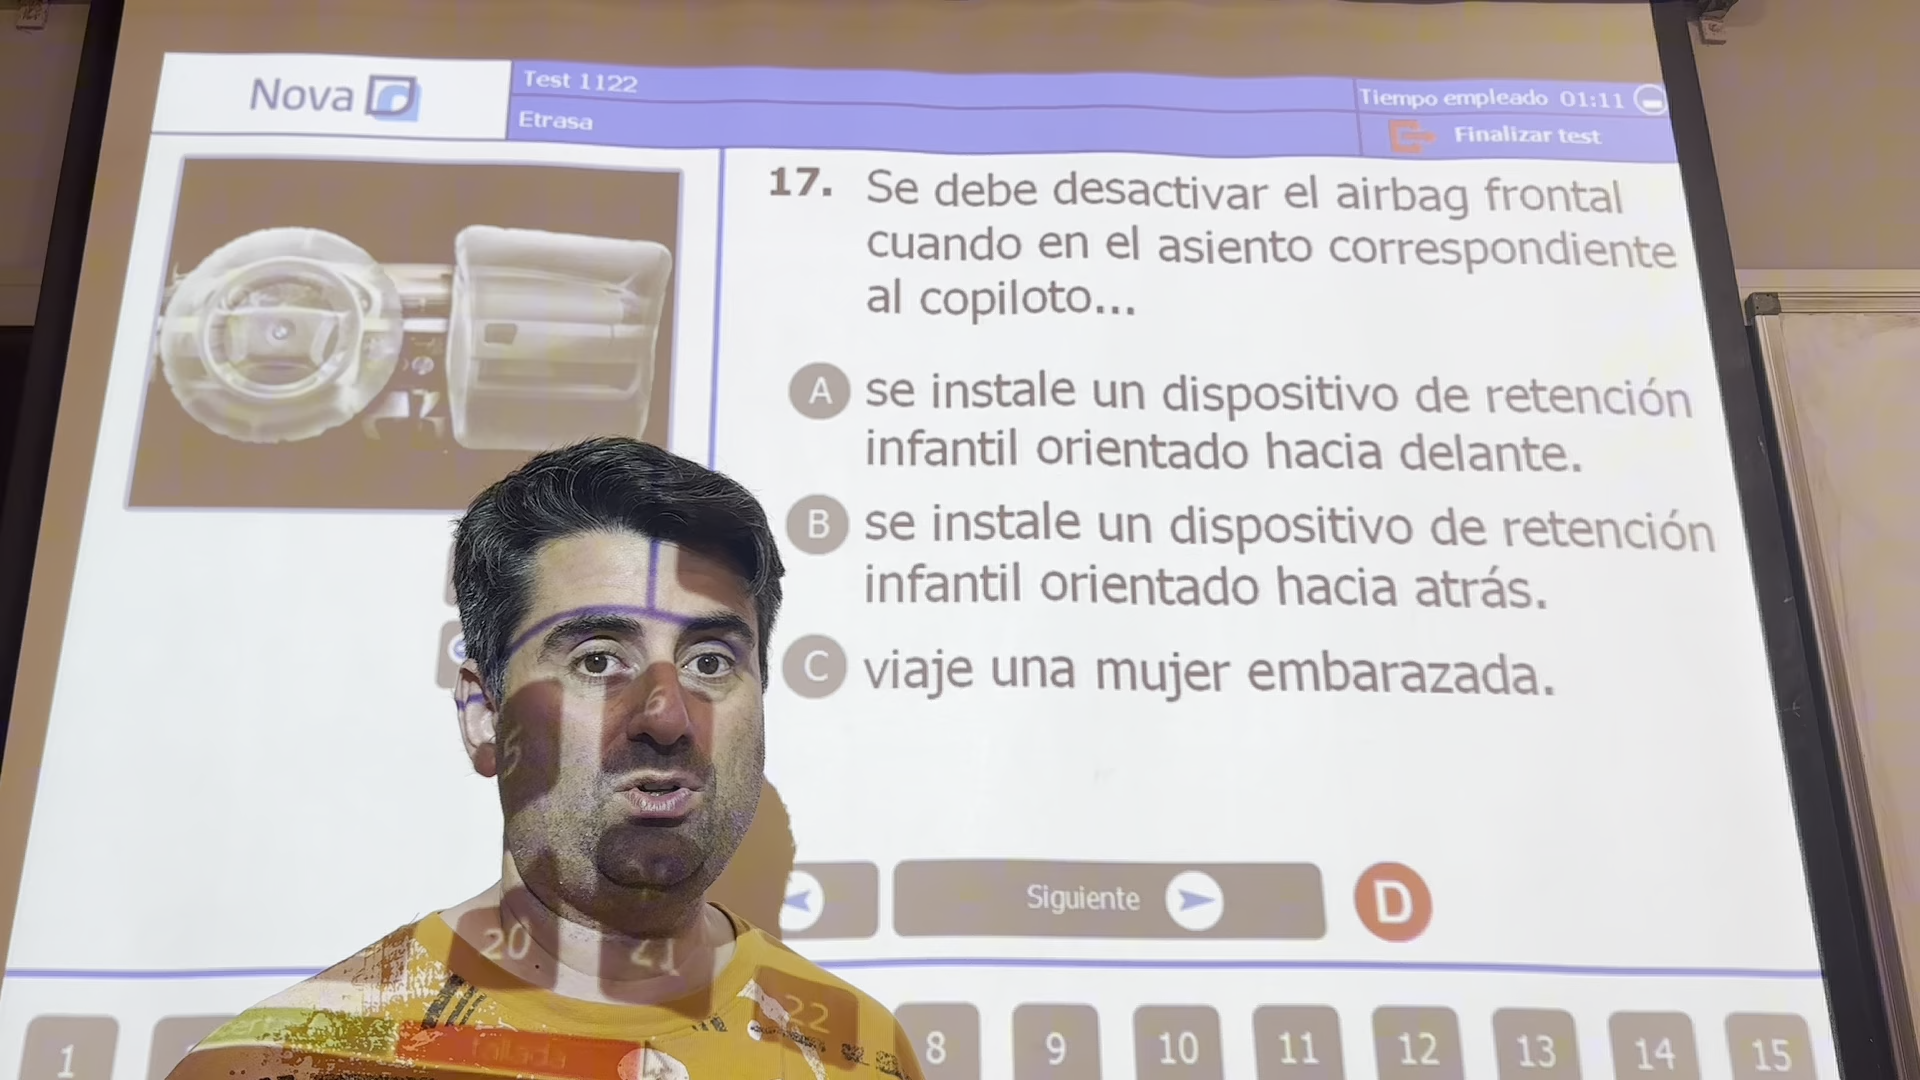 Nova
Test 1122
Etrasa
Tiempo empleado 01:11
Finalizar test
17. Se debe desactivar el airbag frontal
cuando en el asiento correspondiente
al copiloto...
A se instale un dispositivo de retención
infantil orientado hacia delante.
B se instale un dispositivo de retención
infantil orientado hacia atrás.
C viaje una mujer embarazada.
5
Siguiente
D
20 21 22
1 8 9 10 11 12 13 14 15